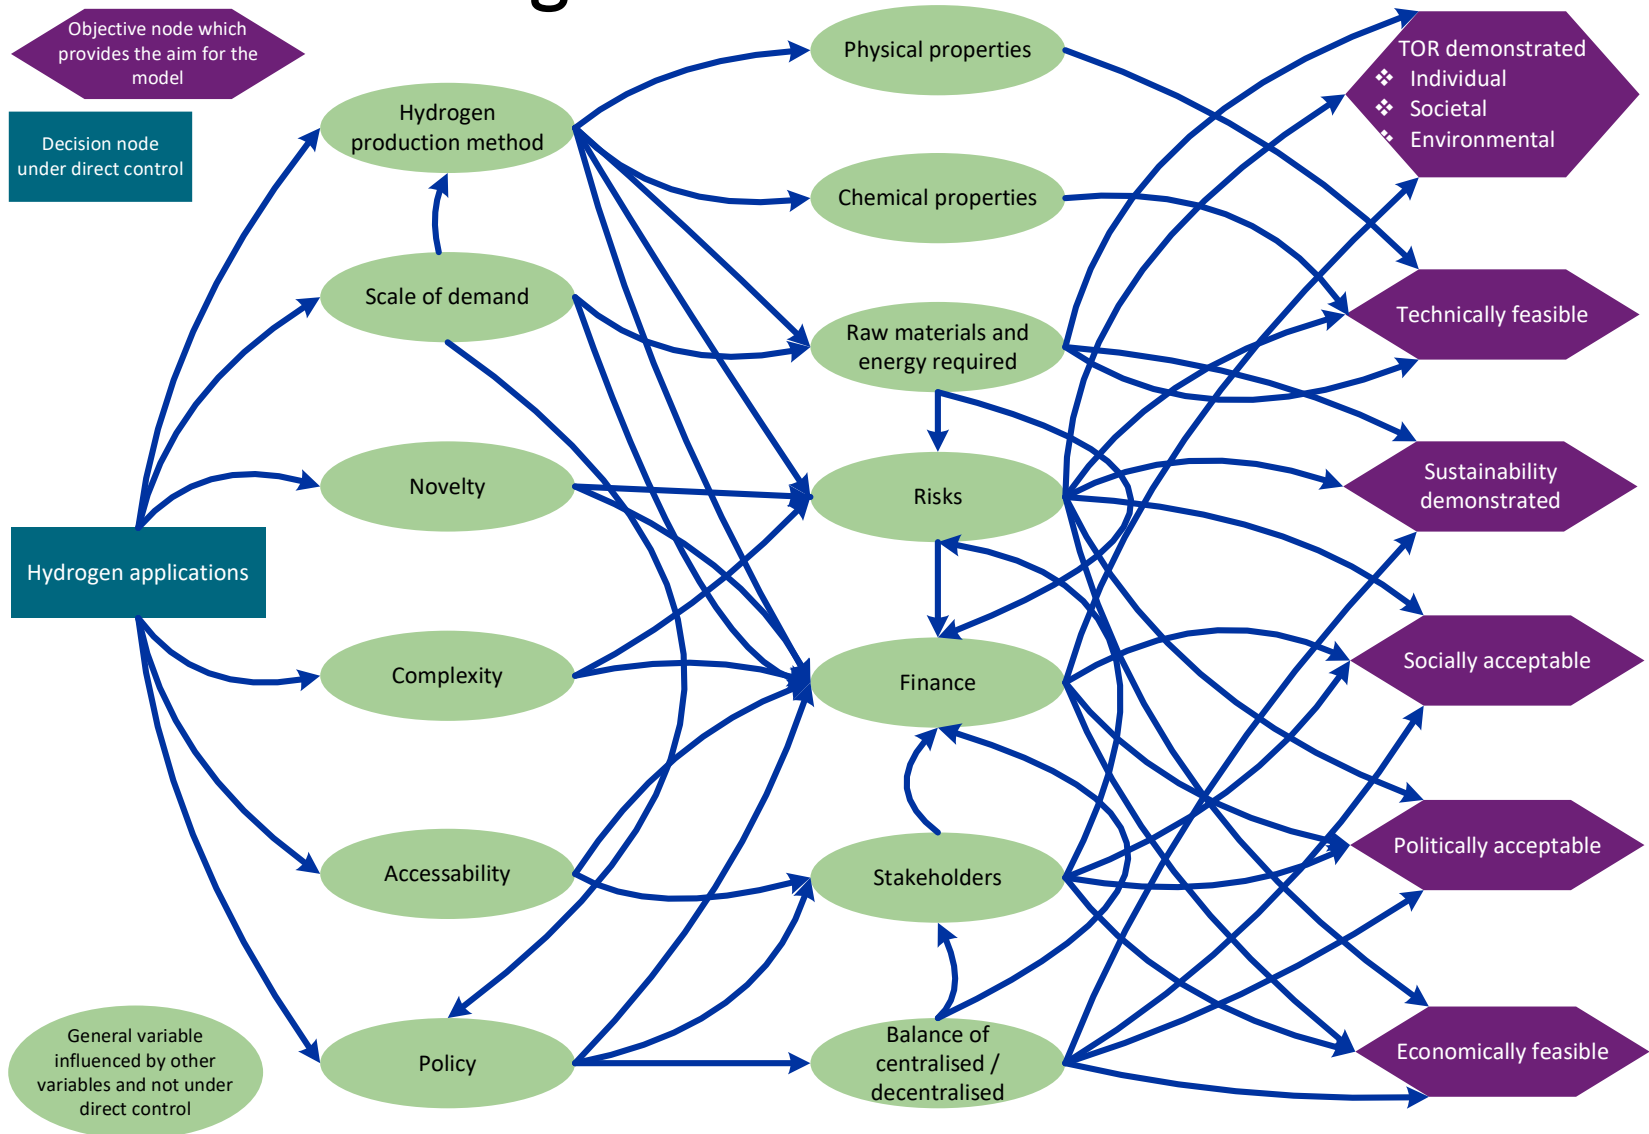 Objective node which
provides the aim for the
model
Decision node
under direct control
Hydrogen applications
General variable
influenced by other
variables and not under
direct control
Hydrogen
production method
Scale of demand
Novelty
Complexity
Accessability
Policy
Physical properties
Chemical properties
Raw materials and
energy required
Risks
Finance
Stakeholders
Balance of
centralised /
decentralised
TOR demonstrated
❖ Individual
❖ Societal
❖ Environmental
Technically feasible
Sustainability
demonstrated
Socially acceptable
Politically acceptable
Economically feasible